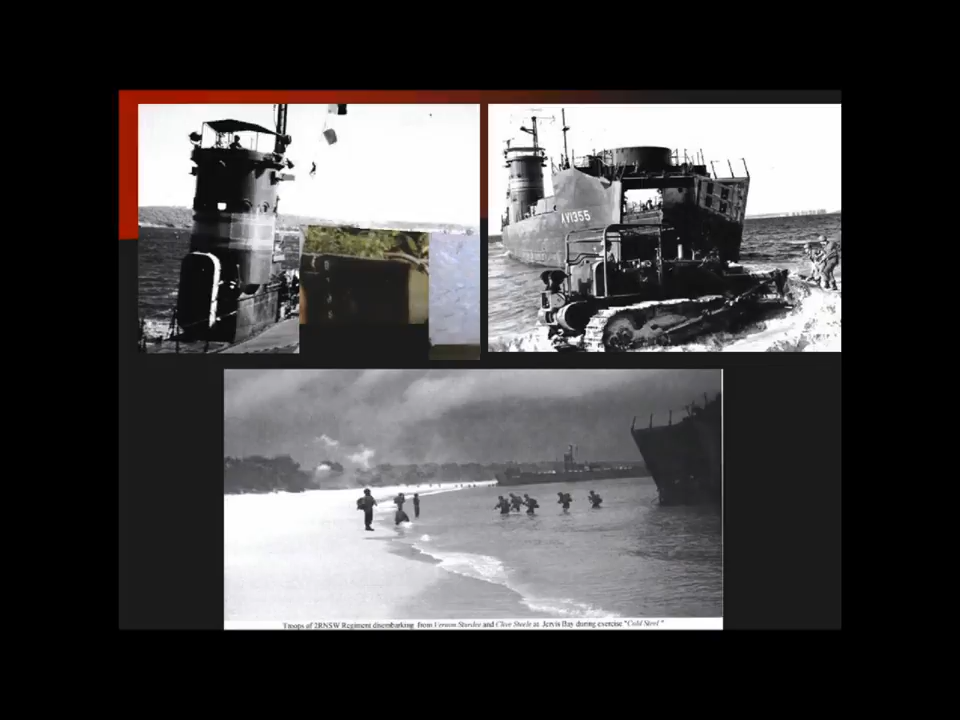 AV1355
Troops of 2RNSW Regiment disembarking from Vernon Sturdee and Clive Steele at Jervis Bay during exercise "Cold Steel"